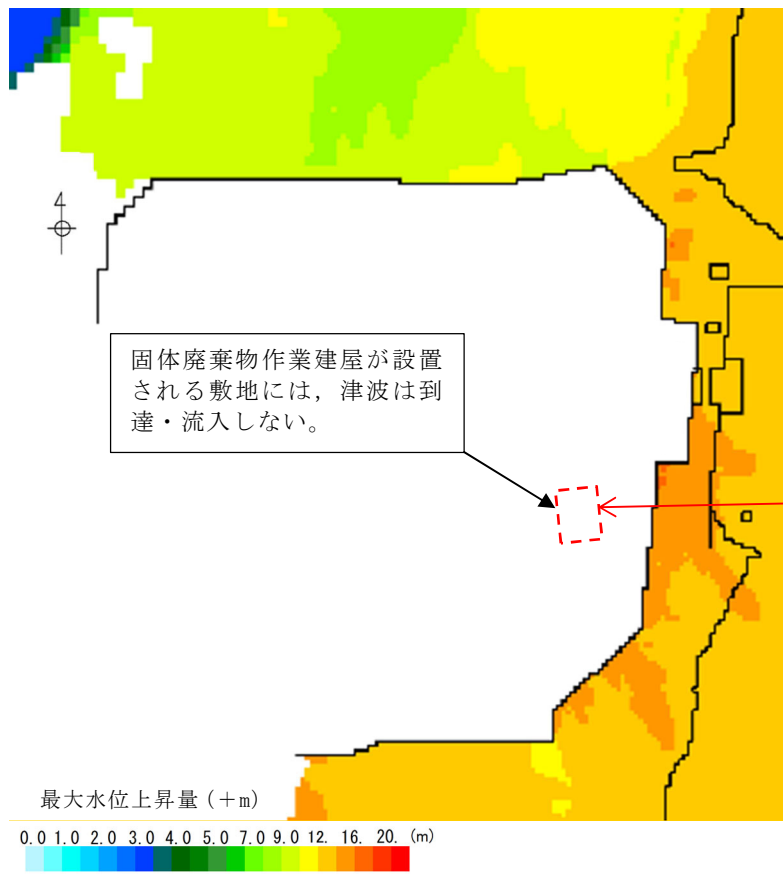 固体廃棄物作業建屋が設置
される敷地には，津波は到
達・流入しない。
最大水位上昇量(＋m)
0.0 1.0 2.0 3.0 4.0 5.0 7.0 9.0 12. 16. 20. (m)